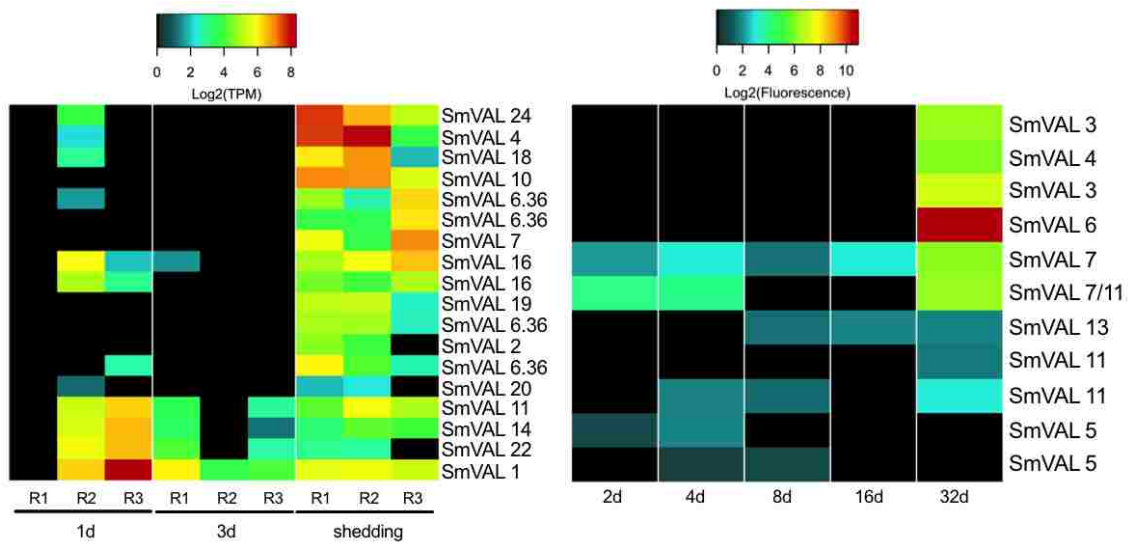 0 2 4 6 8
Log2(TPM)
SmVAL 24
SmVAL 4
SmVAL 18
SmVAL 10
SmVAL 6.36
SmVAL 6.36
SmVAL 7
SmVAL 16
SmVAL 16
SmVAL 19
SmVAL 6.36
SmVAL 2
SmVAL 6.36
SmVAL 20
SmVAL 11
SmVAL 14
SmVAL 22
SmVAL 1
R1 R2 R3 R1 R2 R3 R1 R2 R3
1d 3d shedding
0 2 4 6 8 10
Log2(Fluorescence)
SmVAL 3
SmVAL 4
SmVAL 3
SmVAL 6
SmVAL 7
SmVAL 7/11
SmVAL 13
SmVAL 11
SmVAL 11
SmVAL 5
SmVAL 5
2d 4d 8d 16d 32d